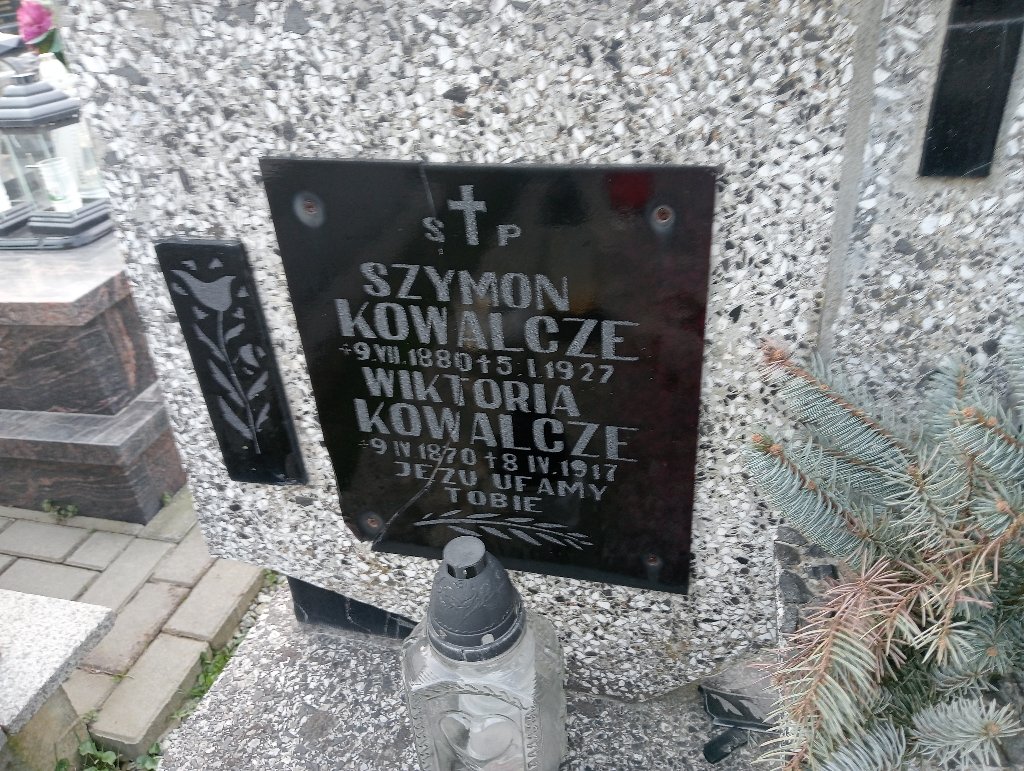 S † P
SZYMON
KOWALCZE
*9.VII.1880 †5.I.1927
WIKTORIA
KOWALCZE
*9 IV 1870 †8 IV.1917
JEZU UFAMY
TOBIE